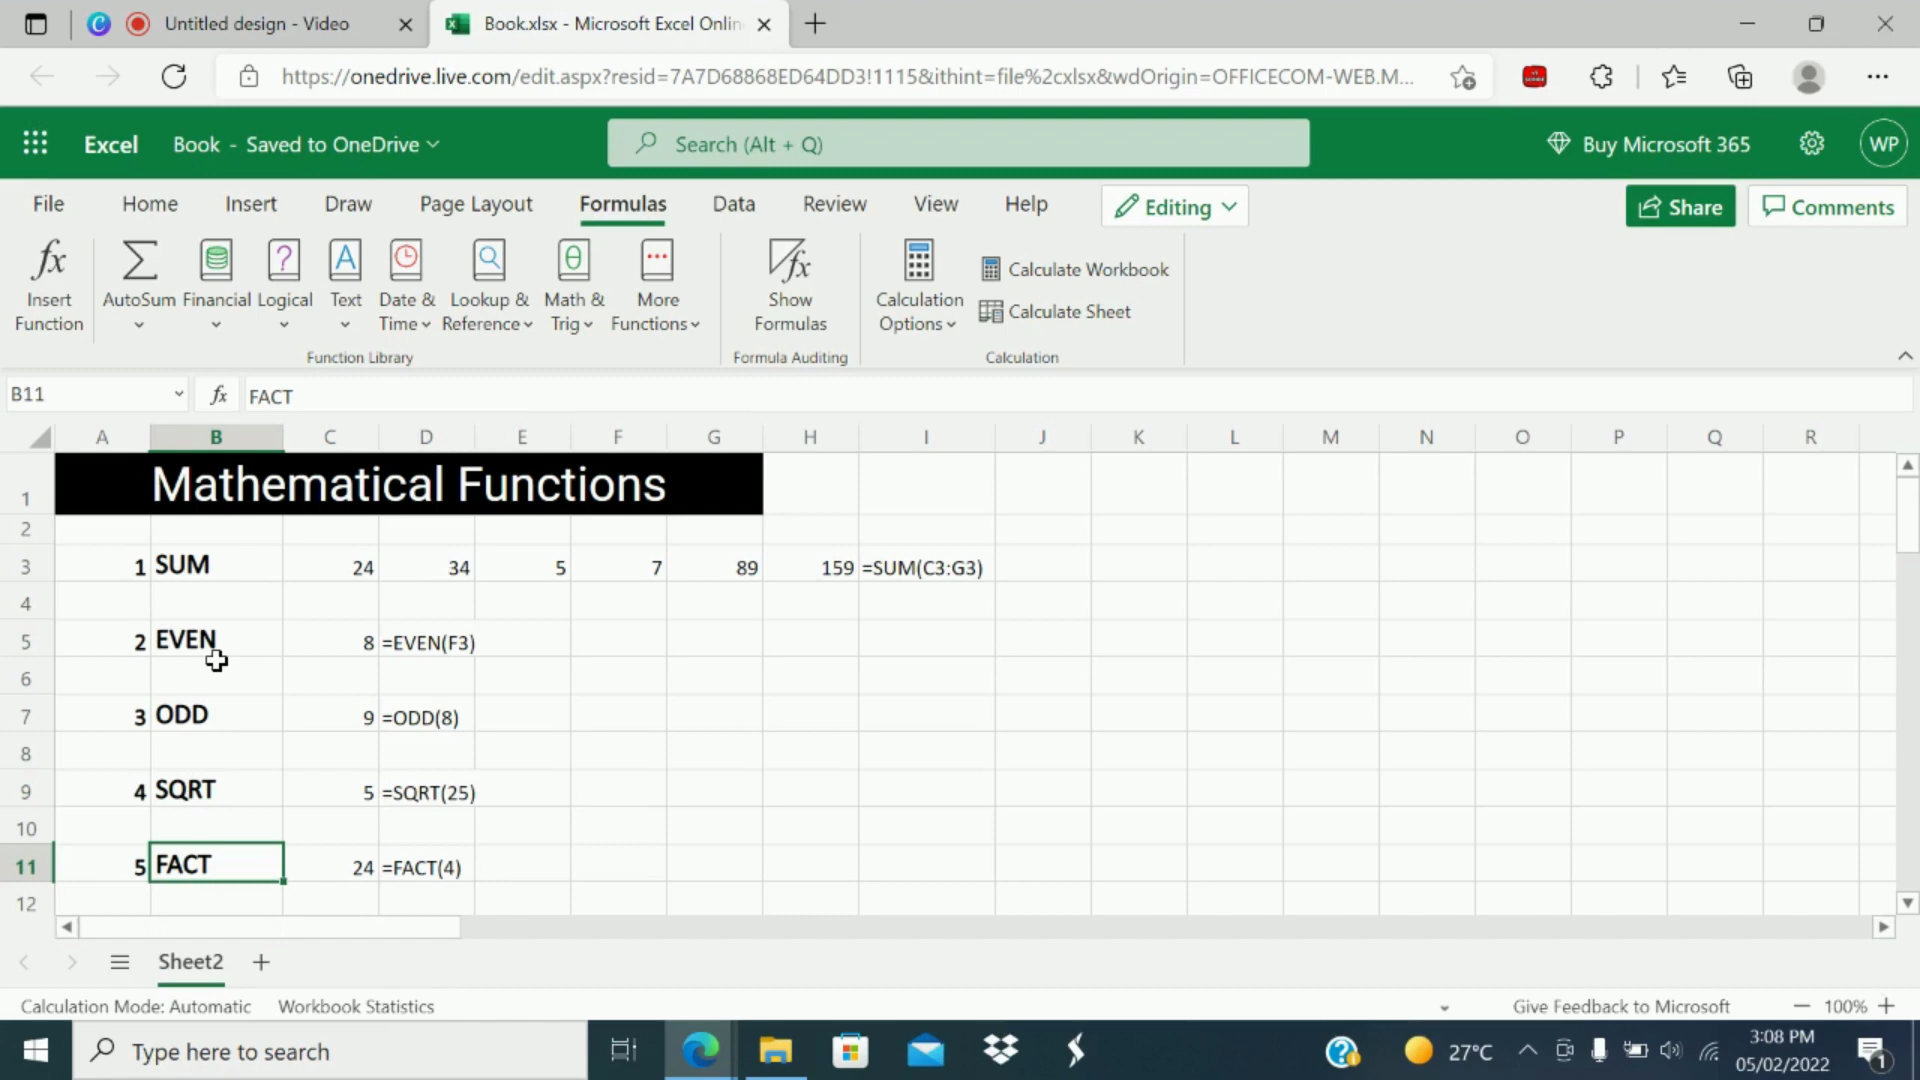 Untitled design - Video
Book.xlsx - Microsoft Excel Onlin
https://onedrive.live.com/edit.aspx?resid=7A7D68868ED64DD3!1115&ithint=file%2cxlsx&wdOrigin=OFFICECOM-WEB.M...
Excel
Book - Saved to OneDrive
Search (Alt + Q)
Buy Microsoft 365
WP
File Home Insert Draw Page Layout Formulas Data Review View Help
Editing
Share
Comments
fx
Insert Function
AutoSum
Financial
Logical
Text
Date & Time
Lookup & Reference
Math & Trig
More Functions
Show Formulas
Calculation Options
Calculate Workbook
Calculate Sheet
Function Library
Formula Auditing
Calculation
B11
fx
FACT
A B C D E F G H I J K L M N O P Q R
1 Mathematical Functions
2
3 1 SUM 24 34 5 7 89 159 =SUM(C3:G3)
4
5 2 EVEN 8 =EVEN(F3)
6
7 3 ODD 9 =ODD(8)
8
9 4 SQRT 5 =SQRT(25)
10
11 5 FACT 24 =FACT(4)
12
Sheet2
Calculation Mode: Automatic
Workbook Statistics
Give Feedback to Microsoft
100%
Type here to search
27°C
3:08 PM
05/02/2022
1